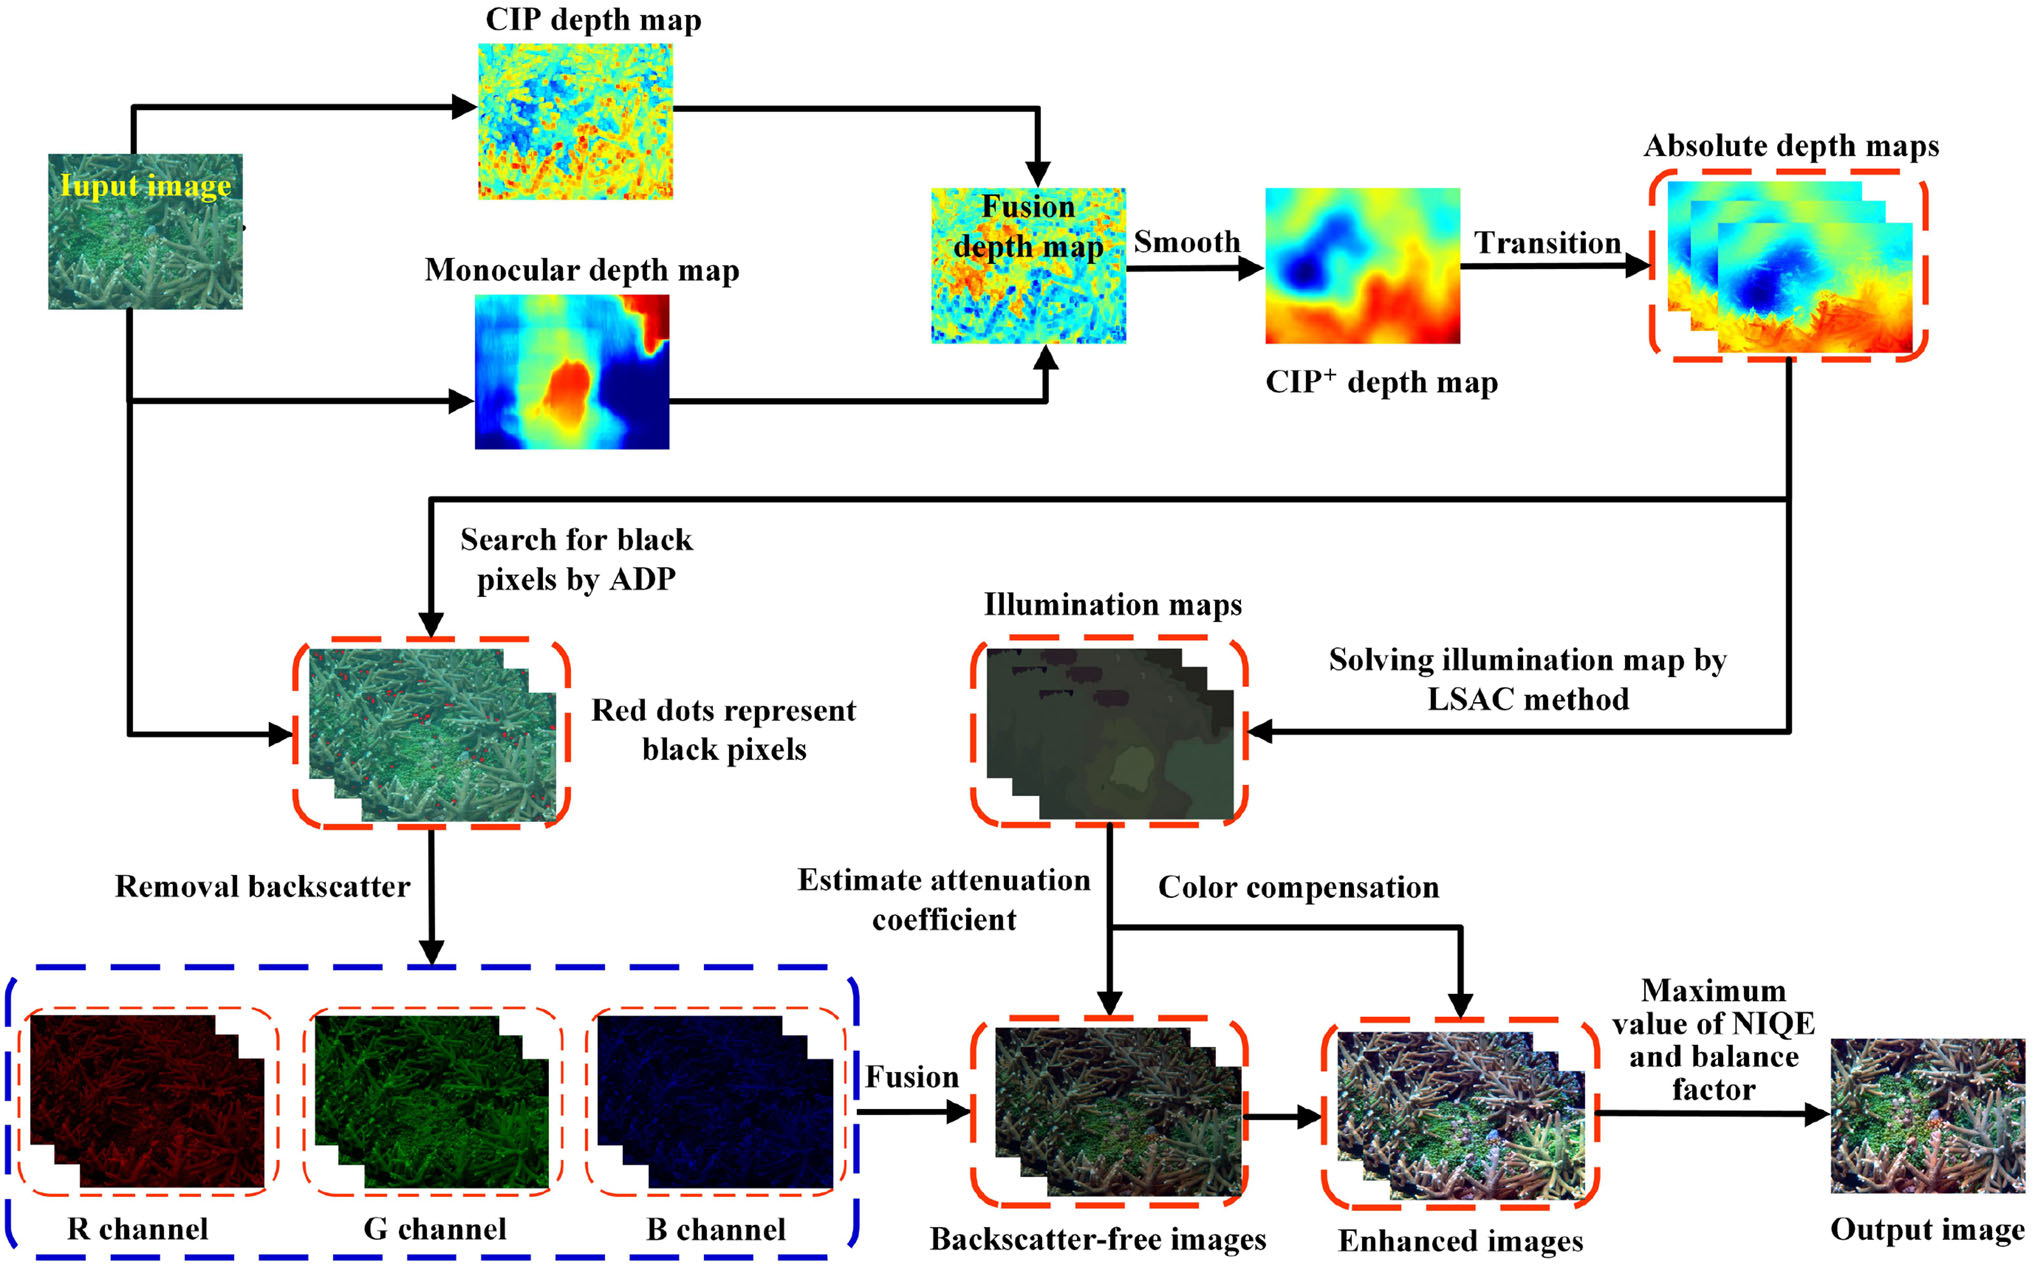 CIP depth map
Iuput image
Monocular depth map
Fusion
depth map
Smooth
CIP⁺ depth map
Transition
Absolute depth maps
Search for black
pixels by ADP
Red dots represent
black pixels
Illumination maps
Solving illumination map by
LSAC method
Removal backscatter
Estimate attenuation
coefficient
Color compensation
R channel
G channel
B channel
Fusion
Backscatter-free images
Enhanced images
Maximum
value of NIQE
and balance
factor
Output image